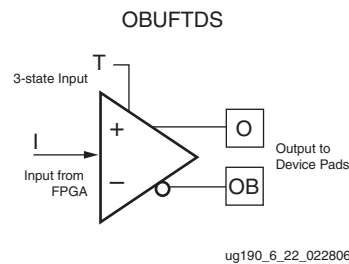 OBUFTDS
T
3-state Input
+
I
O
Input from
FPGA
Output to
Device Pads
–
OB
ug190_6_22_022806